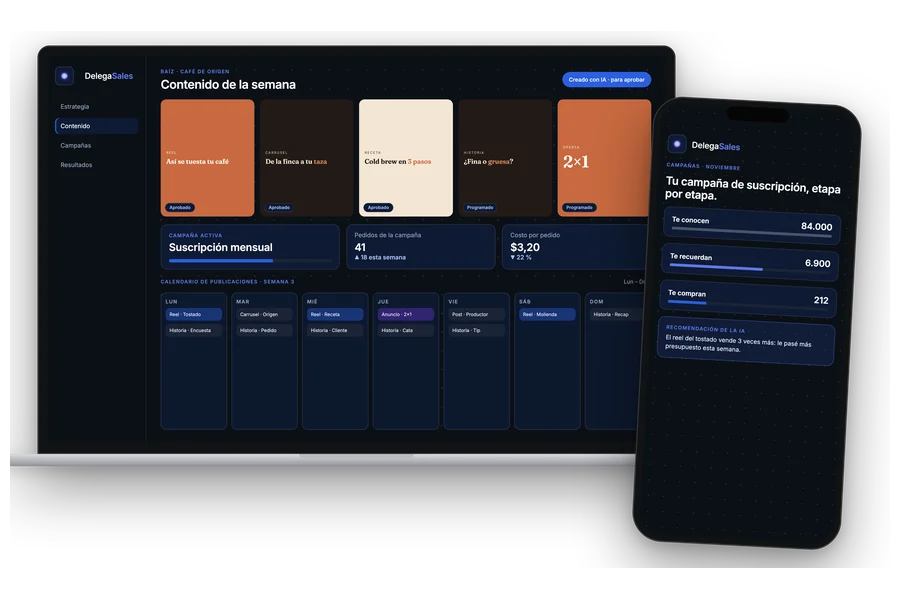 DelegaSales
Estrategia
Contenido
Campañas
Resultados
RAÍZ · CAFÉ DE ORIGEN
Contenido de la semana
Creado con IA · para aprobar
REEL
Así se tuesta tu café
Aprobado
CARRUSEL
De la finca a tu taza
Aprobado
RECETA
Cold brew en 3 pasos
Aprobado
HISTORIA
¿Fina o gruesa?
Programado
OFERTA
2×1
Programado
CAMPAÑA ACTIVA
Suscripción mensual
Pedidos de la campaña
41
▲ 18 esta semana
Costo por pedido
$3,20
▼ 22 %
CALENDARIO DE PUBLICACIONES · SEMANA 3
Lun – D
LUN
Reel · Tostado
Historia · Encuesta
MAR
Carrusel · Origen
Historia · Pedido
MIÉ
Reel · Receta
Historia · Cliente
JUE
Anuncio · 2×1
Historia · Cata
VIE
Post · Productor
Historia · Tip
SÁB
Reel · Molienda
DOM
Historia · Recap
DelegaSales
CAMPAÑAS · NOVIEMBRE
Tu campaña de suscripción, etapa
por etapa.
Te conocen
84.000
Te recuerdan
6.900
Te compran
212
RECOMENDACIÓN DE LA IA
El reel del tostado vende 3 veces más: le pasé más
presupuesto esta semana.